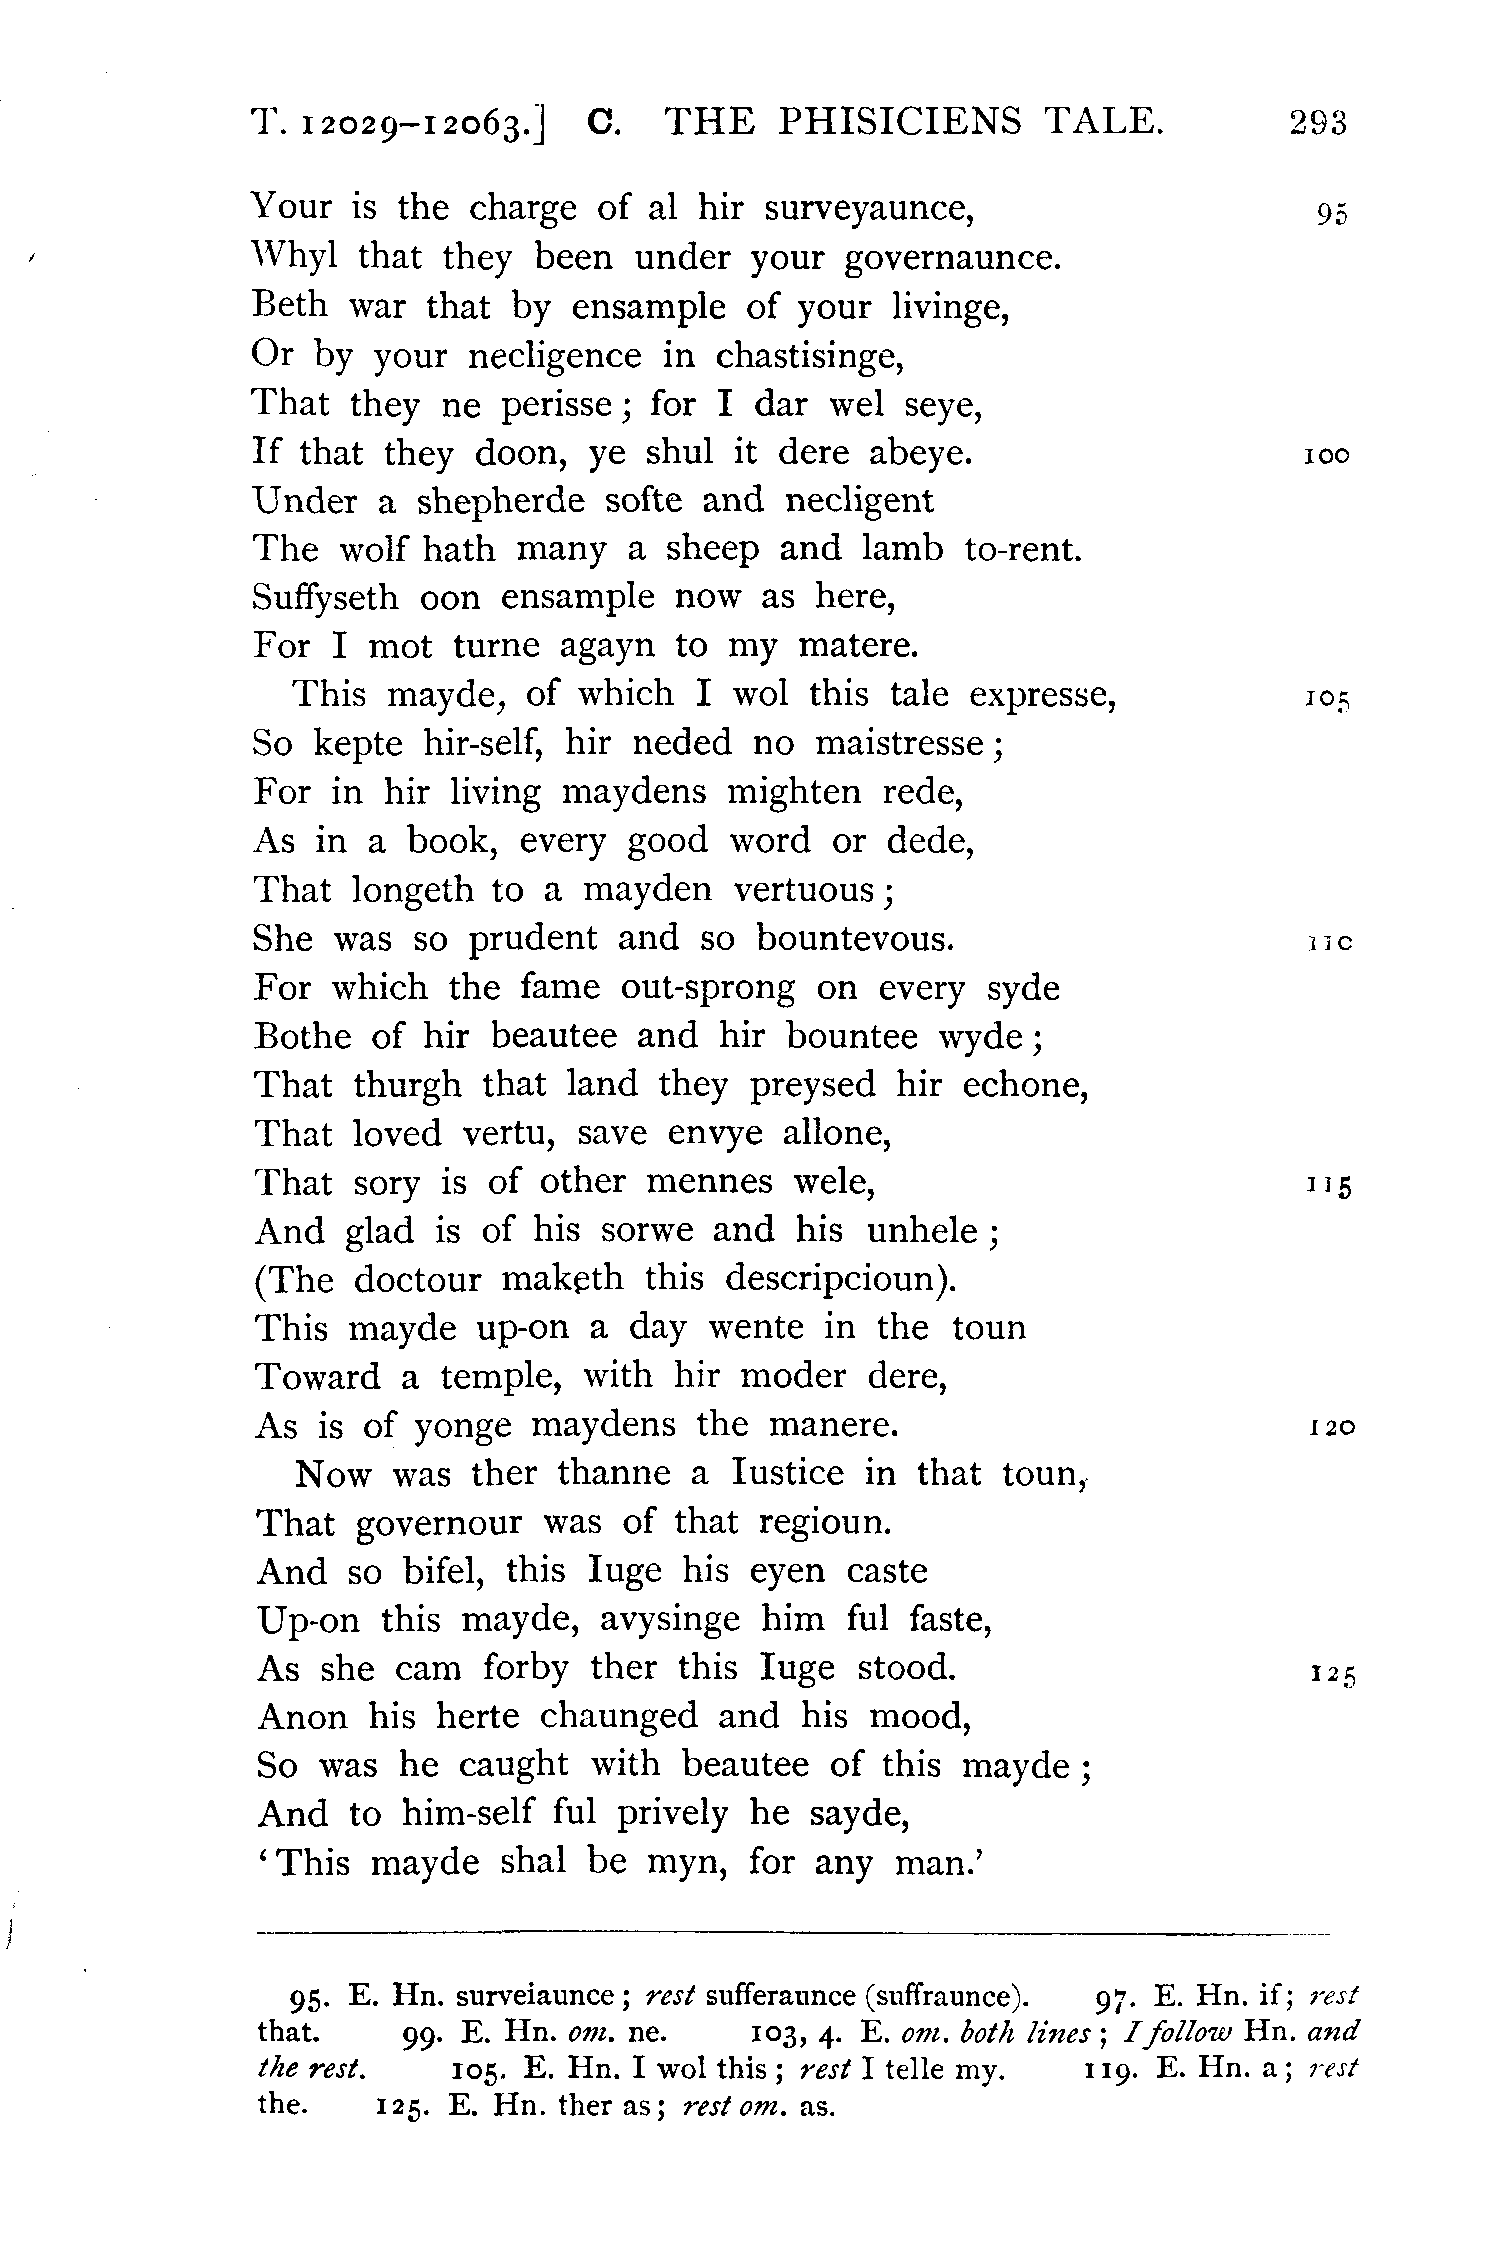 T. 12029–12063.] C. THE PHISICIENS TALE. 293
Your is the charge of al hir surveyaunce, 95
Whyl that they been under your governaunce.
Beth war that by ensample of your livinge,
Or by your necligence in chastisinge,
That they ne perisse ; for I dar wel seye,
If that they doon, ye shul it dere abeye. 100
Under a shepherde softe and necligent
The wolf hath many a sheep and lamb to-rent.
Suffyseth oon ensample now as here,
For I mot turne agayn to my matere.
This mayde, of which I wol this tale expresse, 105
So kepte hir-self, hir neded no maistresse ;
For in hir living maydens mighten rede,
As in a book, every good word or dede,
That longeth to a mayden vertuous ;
She was so prudent and so bountevous. 110
For which the fame out-sprong on every syde
Bothe of hir beautee and hir bountee wyde ;
That thurgh that land they preysed hir echone,
That loved vertu, save envye allone,
That sory is of other mennes wele, 115
And glad is of his sorwe and his unhele ;
(The doctour maketh this descripcioun).
This mayde up-on a day wente in the toun
Toward a temple, with hir moder dere,
As is of yonge maydens the manere. 120
Now was ther thanne a Iustice in that toun,
That governour was of that regioun.
And so bifel, this Iuge his eyen caste
Up-on this mayde, avysinge him ful faste,
As she cam forby ther this Iuge stood. 125
Anon his herte chaunged and his mood,
So was he caught with beautee of this mayde ;
And to him-self ful prively he sayde,
‘This mayde shal be myn, for any man.’
95. E. Hn. surveiaunce ; rest sufferaunce (suffraunce). 97. E. Hn. if; rest
that. 99. E. Hn. om. ne. 103, 4. E. om. both lines ; I follow Hn. and
the rest. 105. E. Hn. I wol this ; rest I telle my. 119. E. Hn. a; rest
the. 125. E. Hn. ther as; rest om. as.